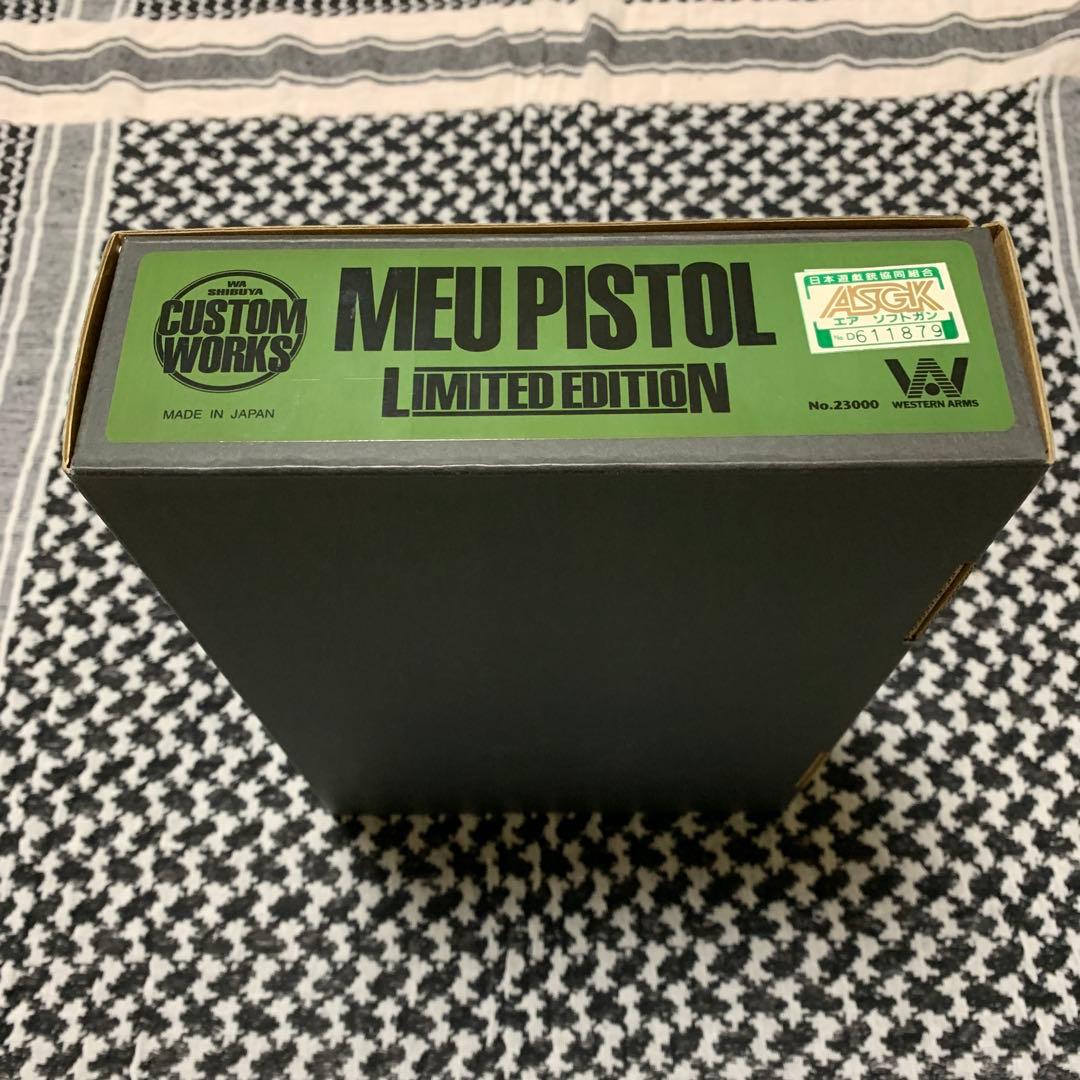 WA
SHIBUYA
CUSTOM
WORKS
MADE IN JAPAN
MEU PISTOL
LIMITED EDITION
日本遊戯銃協同組合
ASGK
エア ソフトガン
No. D611879
No.23000
WA
WESTERN ARMS